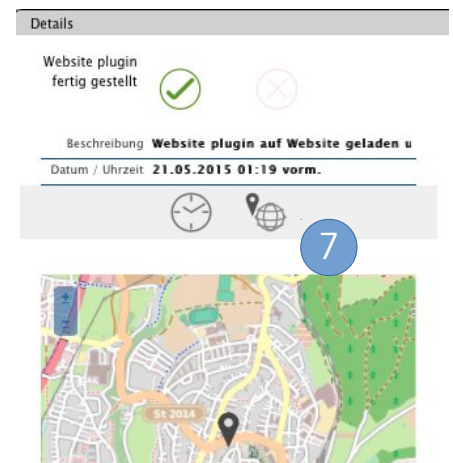 Details
Website plugin
fertig gestellt
Beschreibung Website plugin auf Website geladen u
Datum / Uhrzeit 21.05.2015 01:19 vorm.
7
+
St 2014